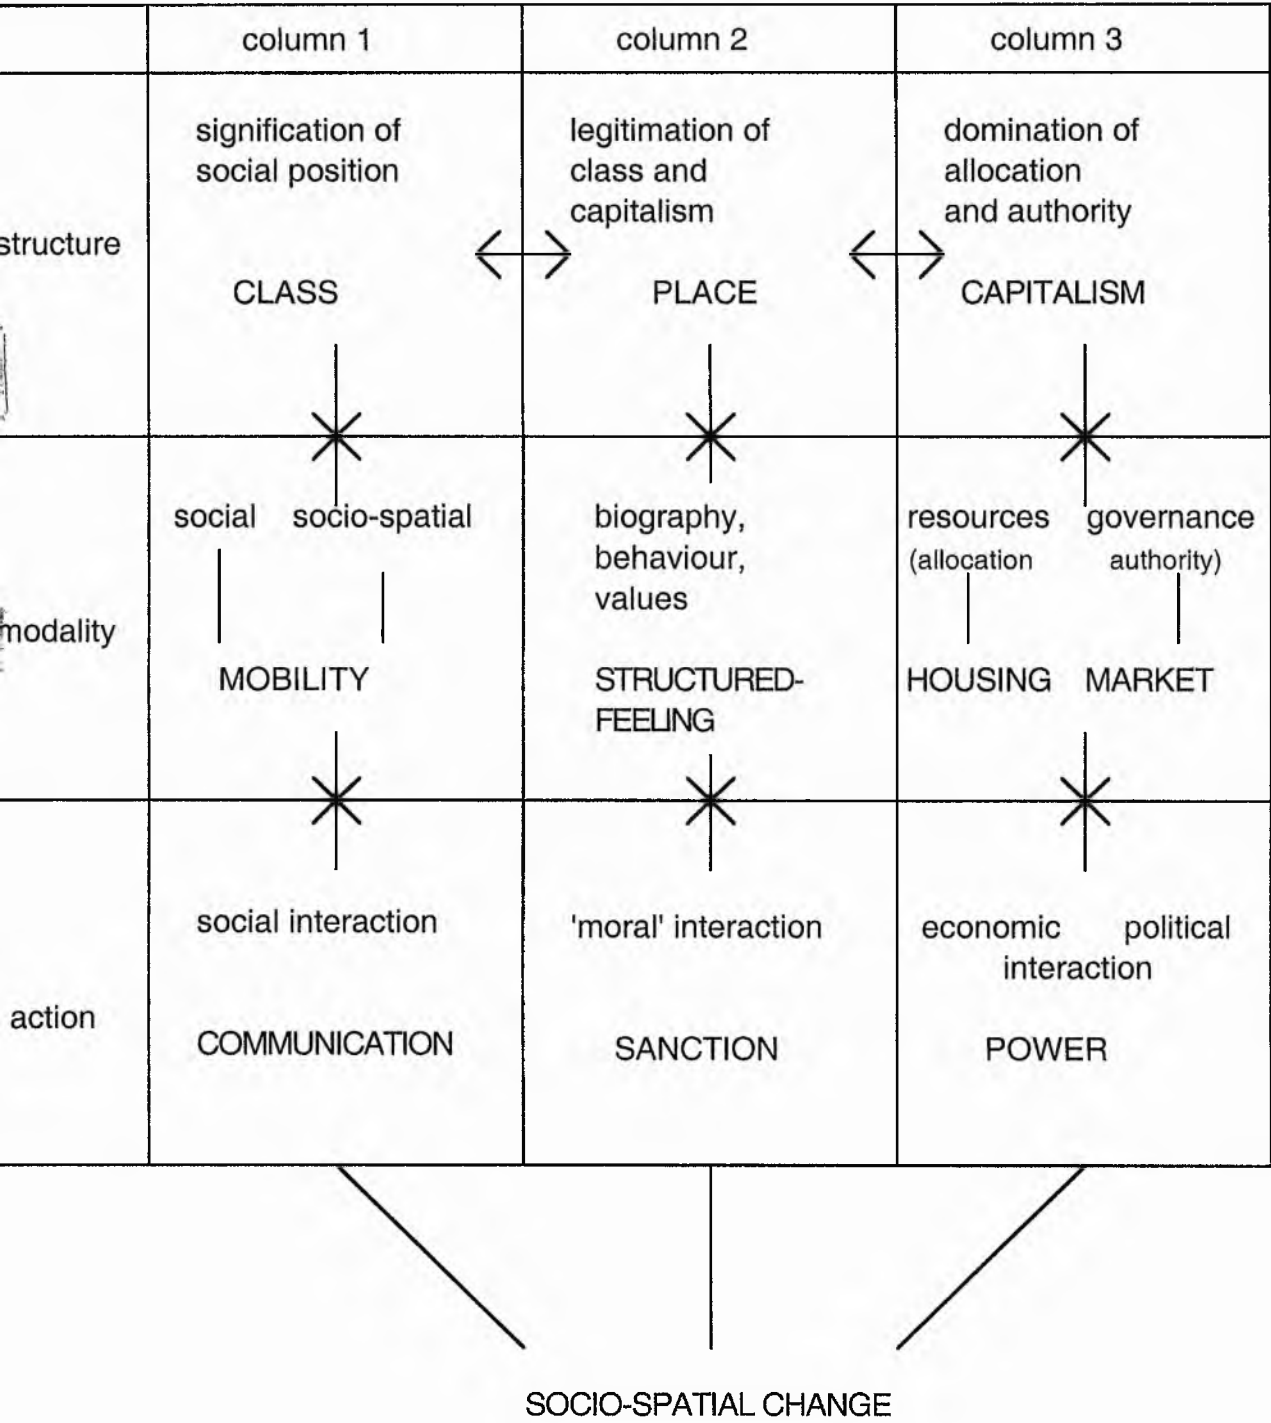 column 1 column 2 column 3
structure
signification of
social position
CLASS
legitimation of
class and
capitalism
PLACE
domination of
allocation
and authority
CAPITALISM
modality
social socio-spatial
MOBILITY
biography,
behaviour,
values
STRUCTURED-
FEELING
resources governance
(allocation authority)
HOUSING MARKET
action
social interaction
COMMUNICATION
'moral' interaction
SANCTION
economic political
interaction
POWER
SOCIO-SPATIAL CHANGE